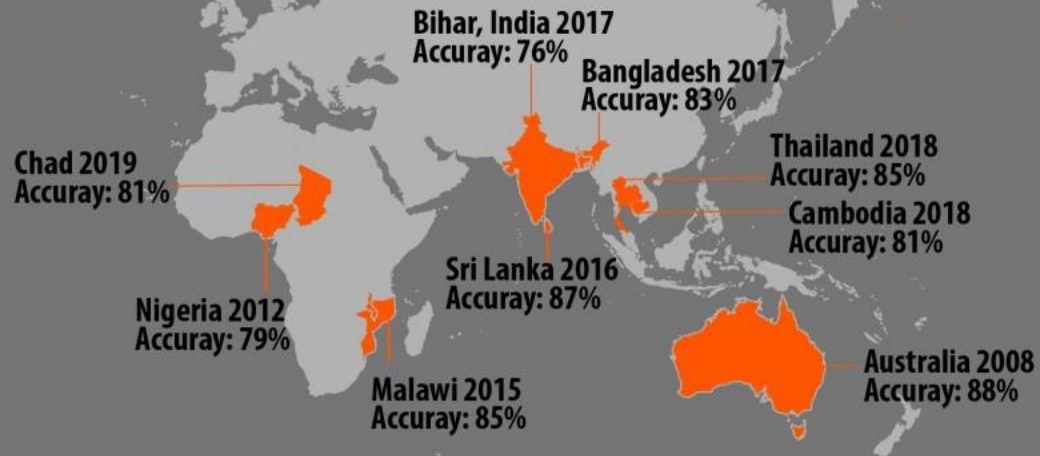 Bihar, India 2017
Accuray: 76%
Bangladesh 2017
Accuray: 83%
Thailand 2018
Accuray: 85%
Chad 2019
Accuray: 81%
Cambodia 2018
Accuray: 81%
Sri Lanka 2016
Accuray: 87%
Nigeria 2012
Accuray: 79%
Malawi 2015
Accuray: 85%
Australia 2008
Accuray: 88%